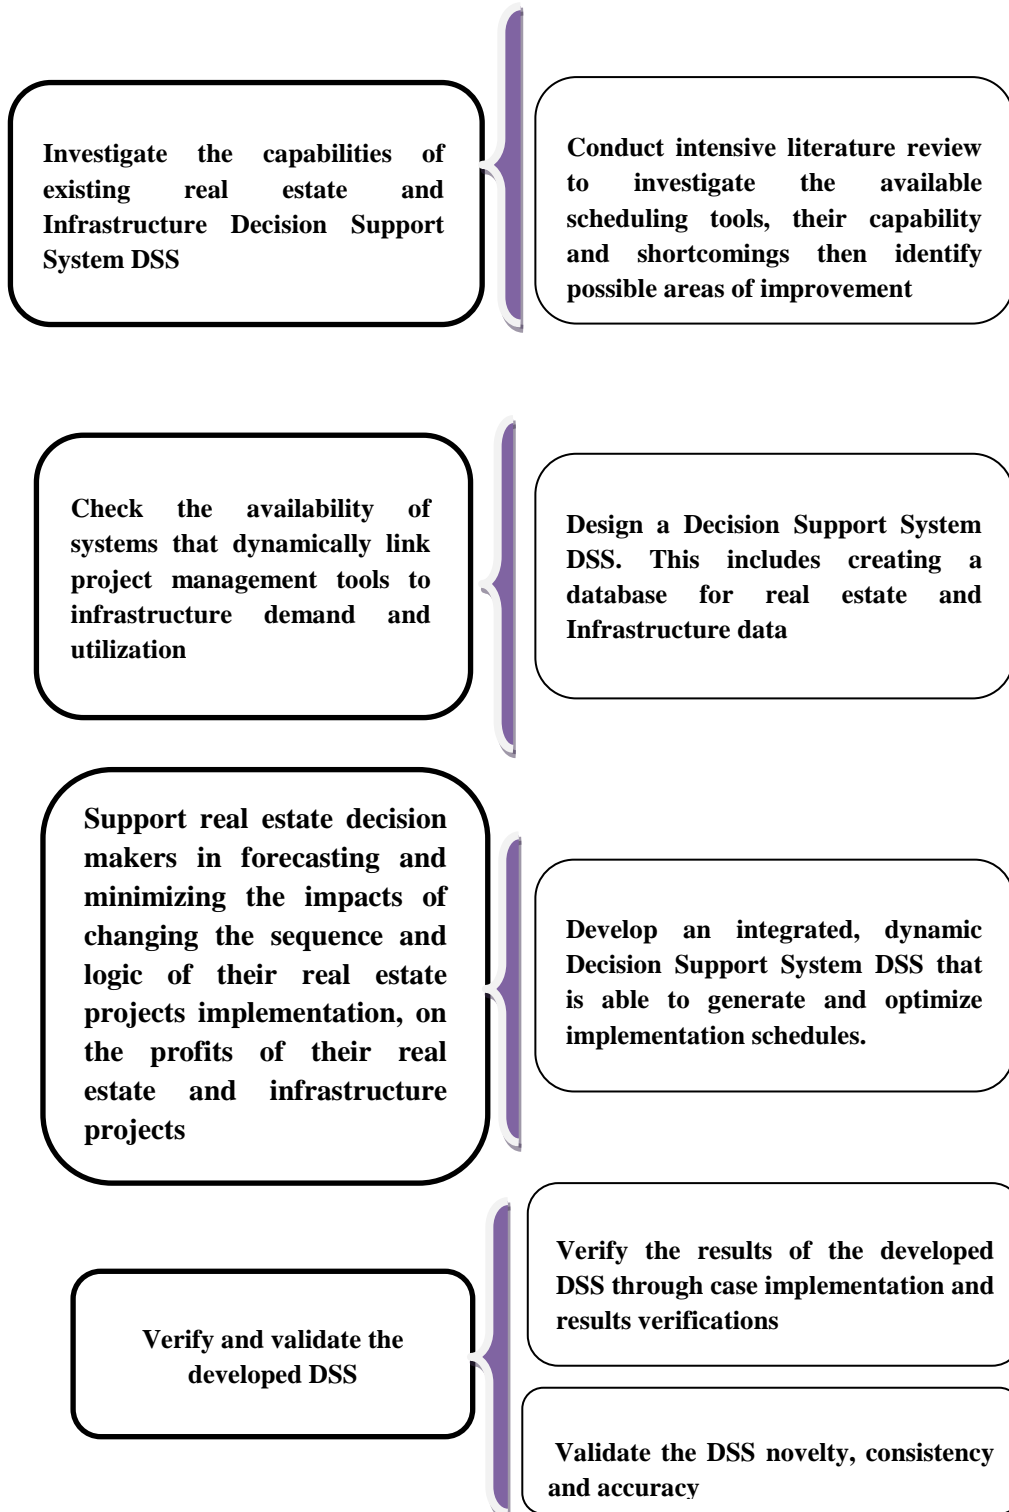 Investigate the capabilities of
existing real estate and
Infrastructure Decision Support
System DSS
Conduct intensive literature review
to investigate the available
scheduling tools, their capability
and shortcomings then identify
possible areas of improvement
Check the availability of
systems that dynamically link
project management tools to
infrastructure demand and
utilization
Design a Decision Support System
DSS. This includes creating a
database for real estate and
Infrastructure data
Support real estate decision
makers in forecasting and
minimizing the impacts of
changing the sequence and
logic of their real estate
projects implementation, on
the profits of their real
estate and infrastructure
projects
Develop an integrated, dynamic
Decision Support System DSS that
is able to generate and optimize
implementation schedules.
Verify and validate the
developed DSS
Verify the results of the developed
DSS through case implementation and
results verifications
Validate the DSS novelty, consistency
and accuracy